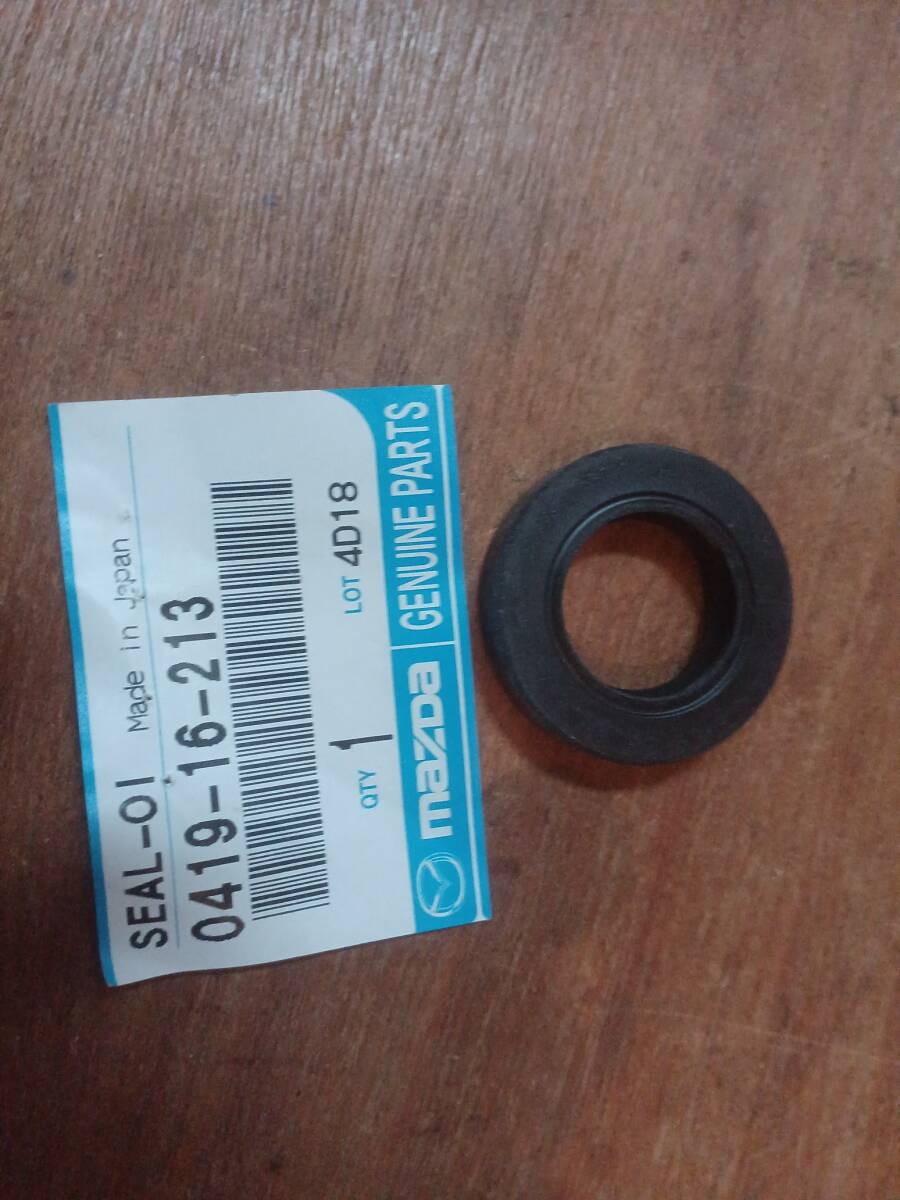 SEAL-OI
Made in Japan
0419-16-213
QTY 1
LOT 4D18
mazda GENUINE PARTS